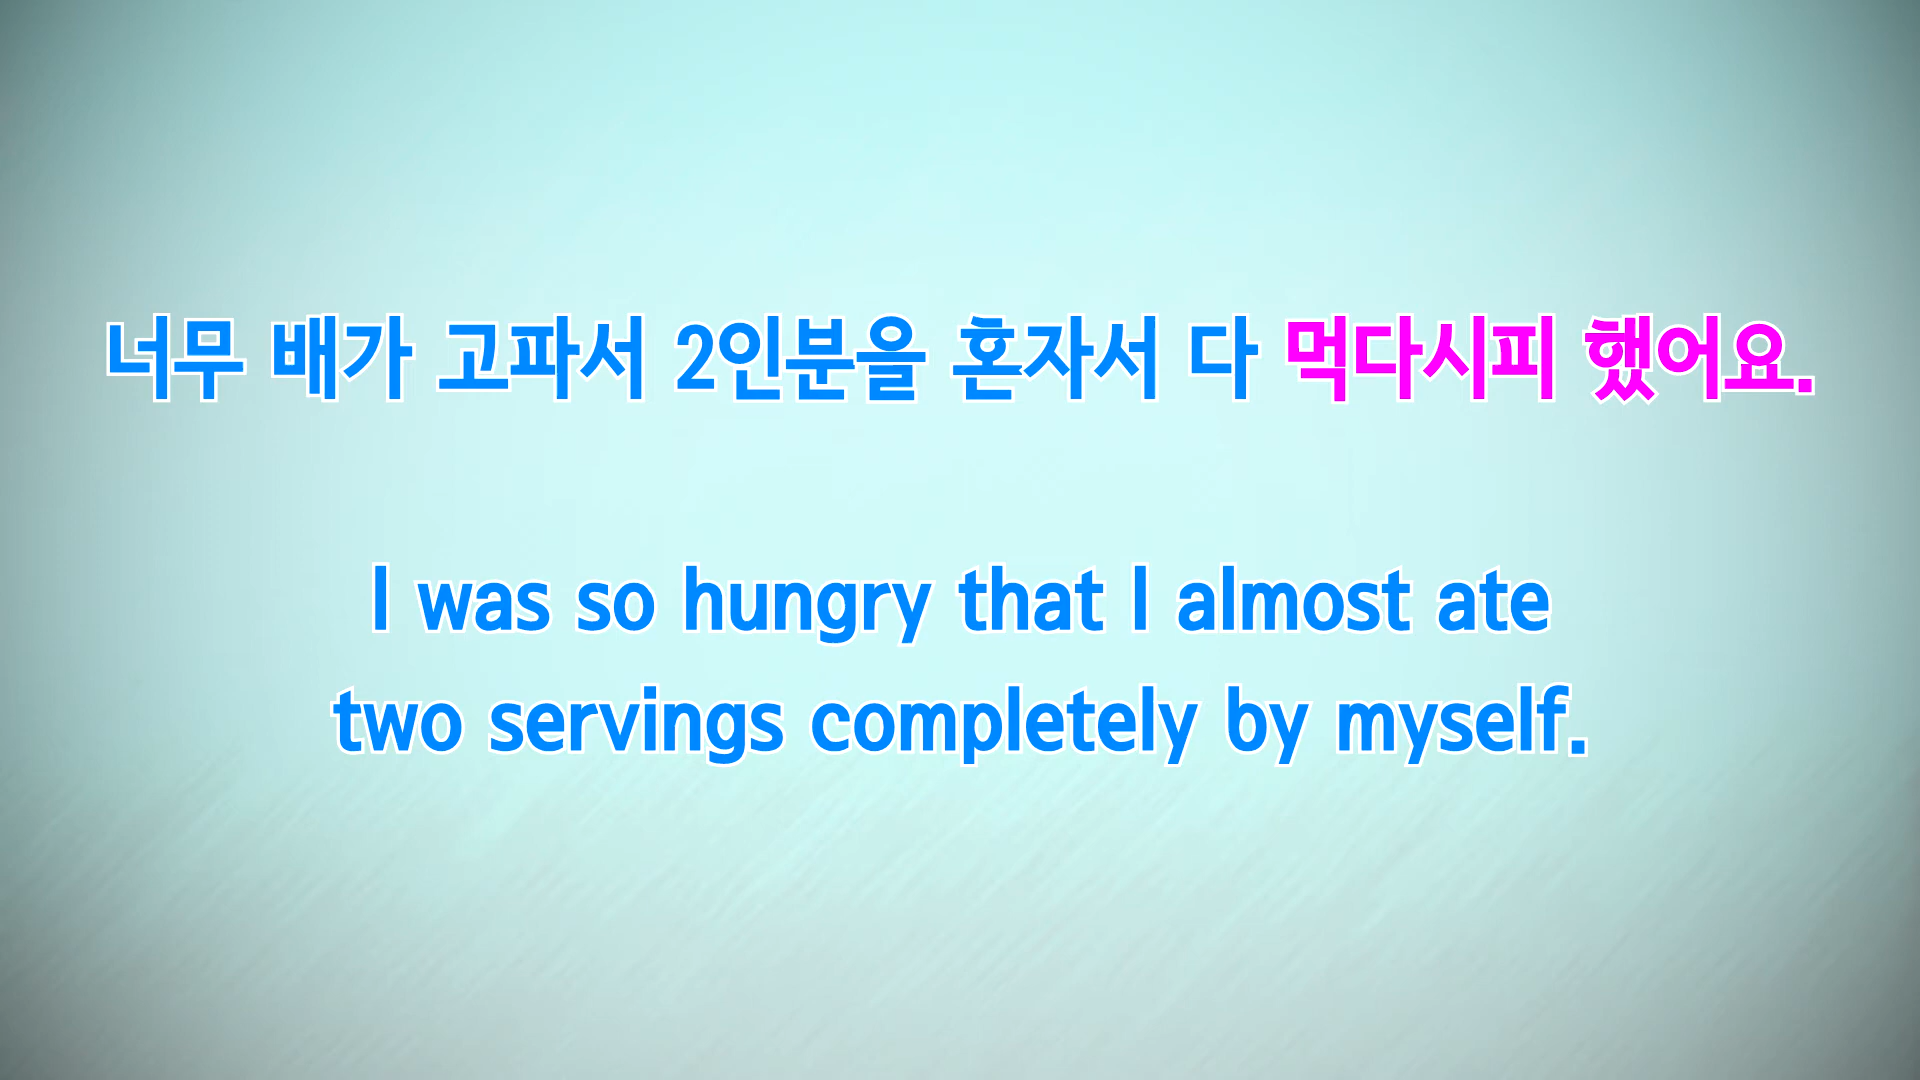 너무 배가 고파서 2인분을 혼자서 다 먹다시피 했어요.
I was so hungry that I almost ate
two servings completely by myself.